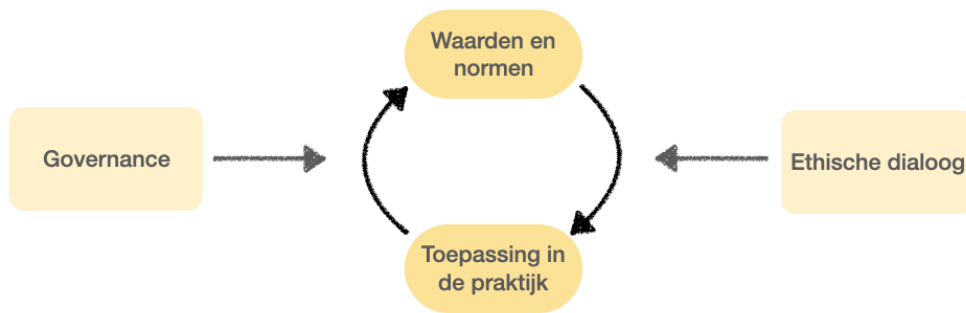 Waarden en
normen
Governance
Ethische dialoog
Toepassing in
de praktijk